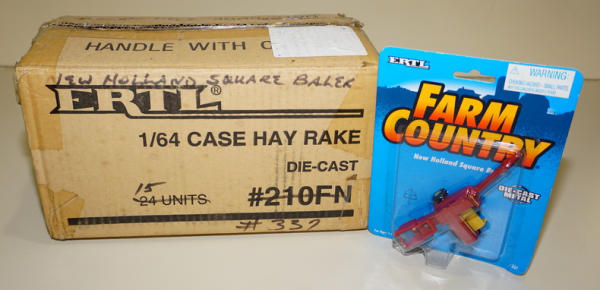 HANDLE WITH C
NEW HOLLAND SQUARE BALER
ERTL®
1/64 CASE HAY RAKE
DIE-CAST
15
24 UNITS
#210FN
# 337
ERTL
WARNING:
FARM
COUNTRY
New Holland Square Ba
DIE-CAST
METAL